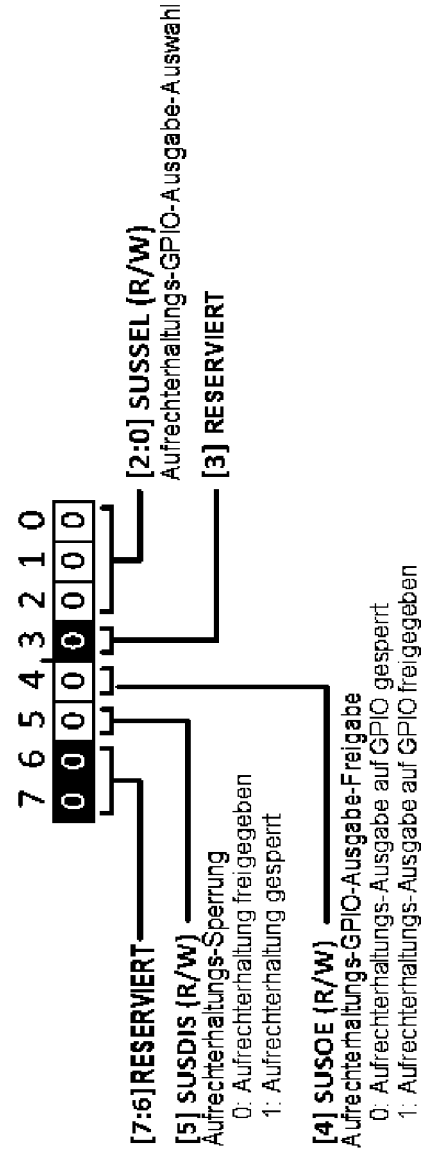 7 6 5 4 3 2 1 0
0 0 0 0 0 0 0 0
[7:6] RESERVIERT
[5] SUSDIS (R/W)
Aufrechterhaltungs-Sperrung
0: Aufrechterhaltung freigegeben
1: Aufrechterhaltung gesperrt
[4] SUSOE (R/W)
Aufrechterhaltungs-GPIO-Ausgabe-Freigabe
0: Aufrechterhaltungs-Ausgabe auf GPIO gesperrt
1: Aufrechterhaltungs-Ausgabe auf GPIO freigegeben
[2:0] SUSSEL (R/W)
Aufrechterhaltungs-GPIO-Ausgabe-Auswahl
[3] RESERVIERT